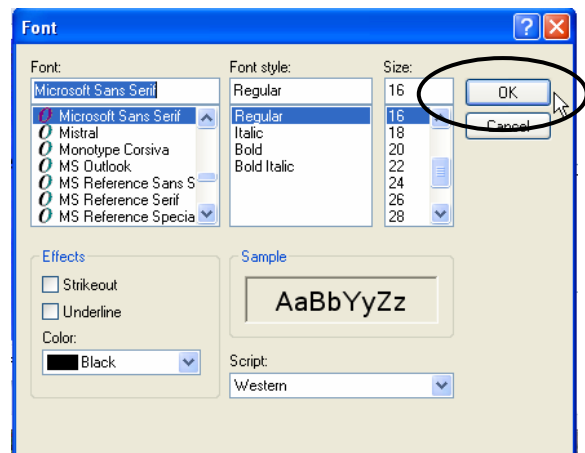 Font
Font:
Font style:
Size:
Microsoft Sans Serif
Regular
16
OK
Cancel
Microsoft Sans Serif
Mistral
Monotype Corsiva
MS Outlook
MS Reference Sans S
MS Reference Serif
MS Reference Specia
Regular
Italic
Bold
Bold Italic
16
18
20
22
24
26
28
Effects
Strikeout
Underline
Color:
Black
Sample
AaBbYyZz
Script:
Western